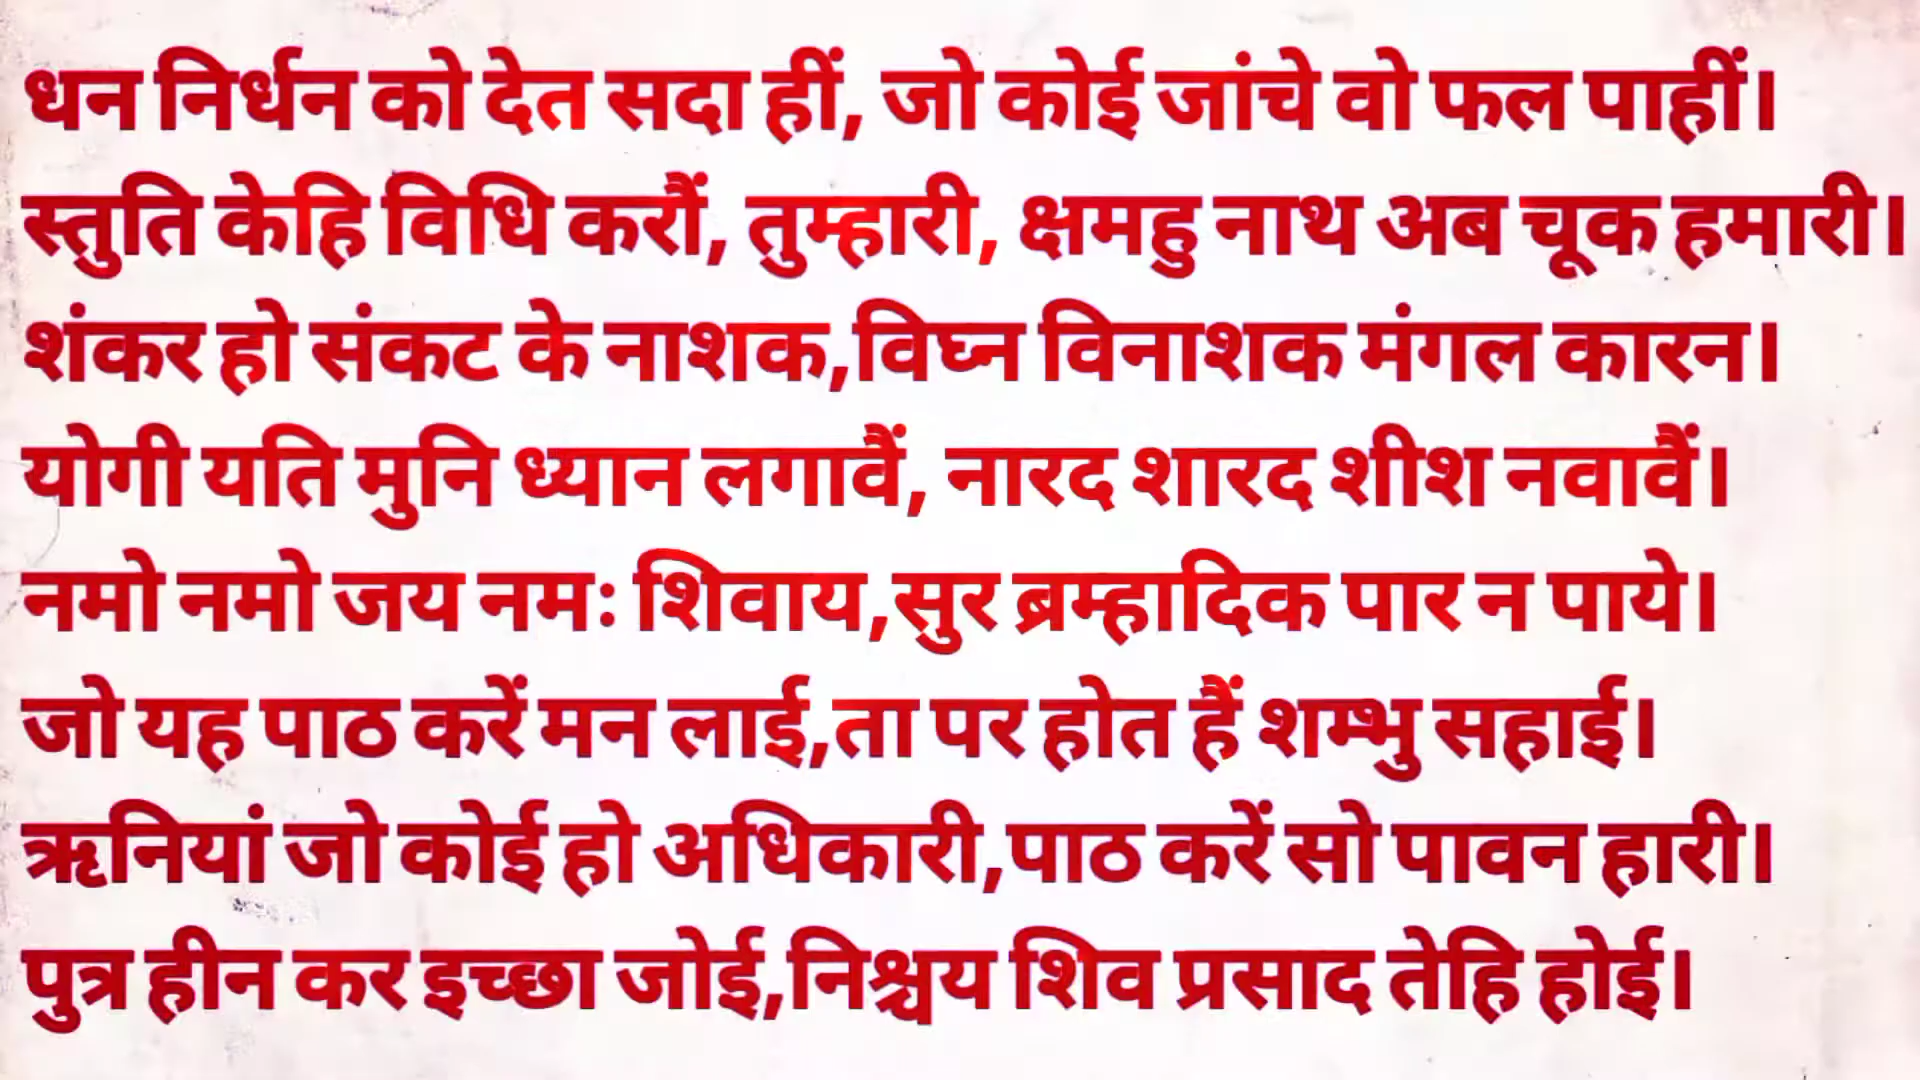 धन निर्धन को देत सदा हीं, जो कोई जांचे वो फल पाहीं।
स्तुति केहि विधि करौं, तुम्हारी, क्षमहु नाथ अब चूक हमारी।
शंकर हो संकट के नाशक,विघ्न विनाशक मंगल कारन।
योगी यति मुनि ध्यान लगावैं, नारद शारद शीश नवावैं।
नमो नमो जय नमः शिवाय,सुर ब्रम्हादिक पार न पाये।
जो यह पाठ करें मन लाई,ता पर होत हैं शम्भु सहाई।
ऋनियां जो कोई हो अधिकारी,पाठ करें सो पावन हारी।
पुत्र हीन कर इच्छा जोई,निश्चय शिव प्रसाद तेहि होई।